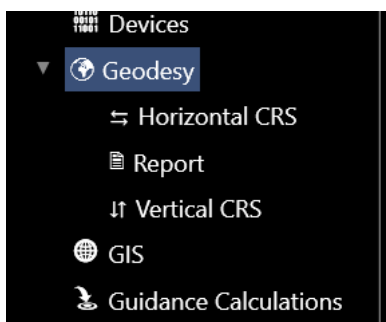 Devices
Geodesy
Horizontal CRS
Report
Vertical CRS
GIS
Guidance Calculations